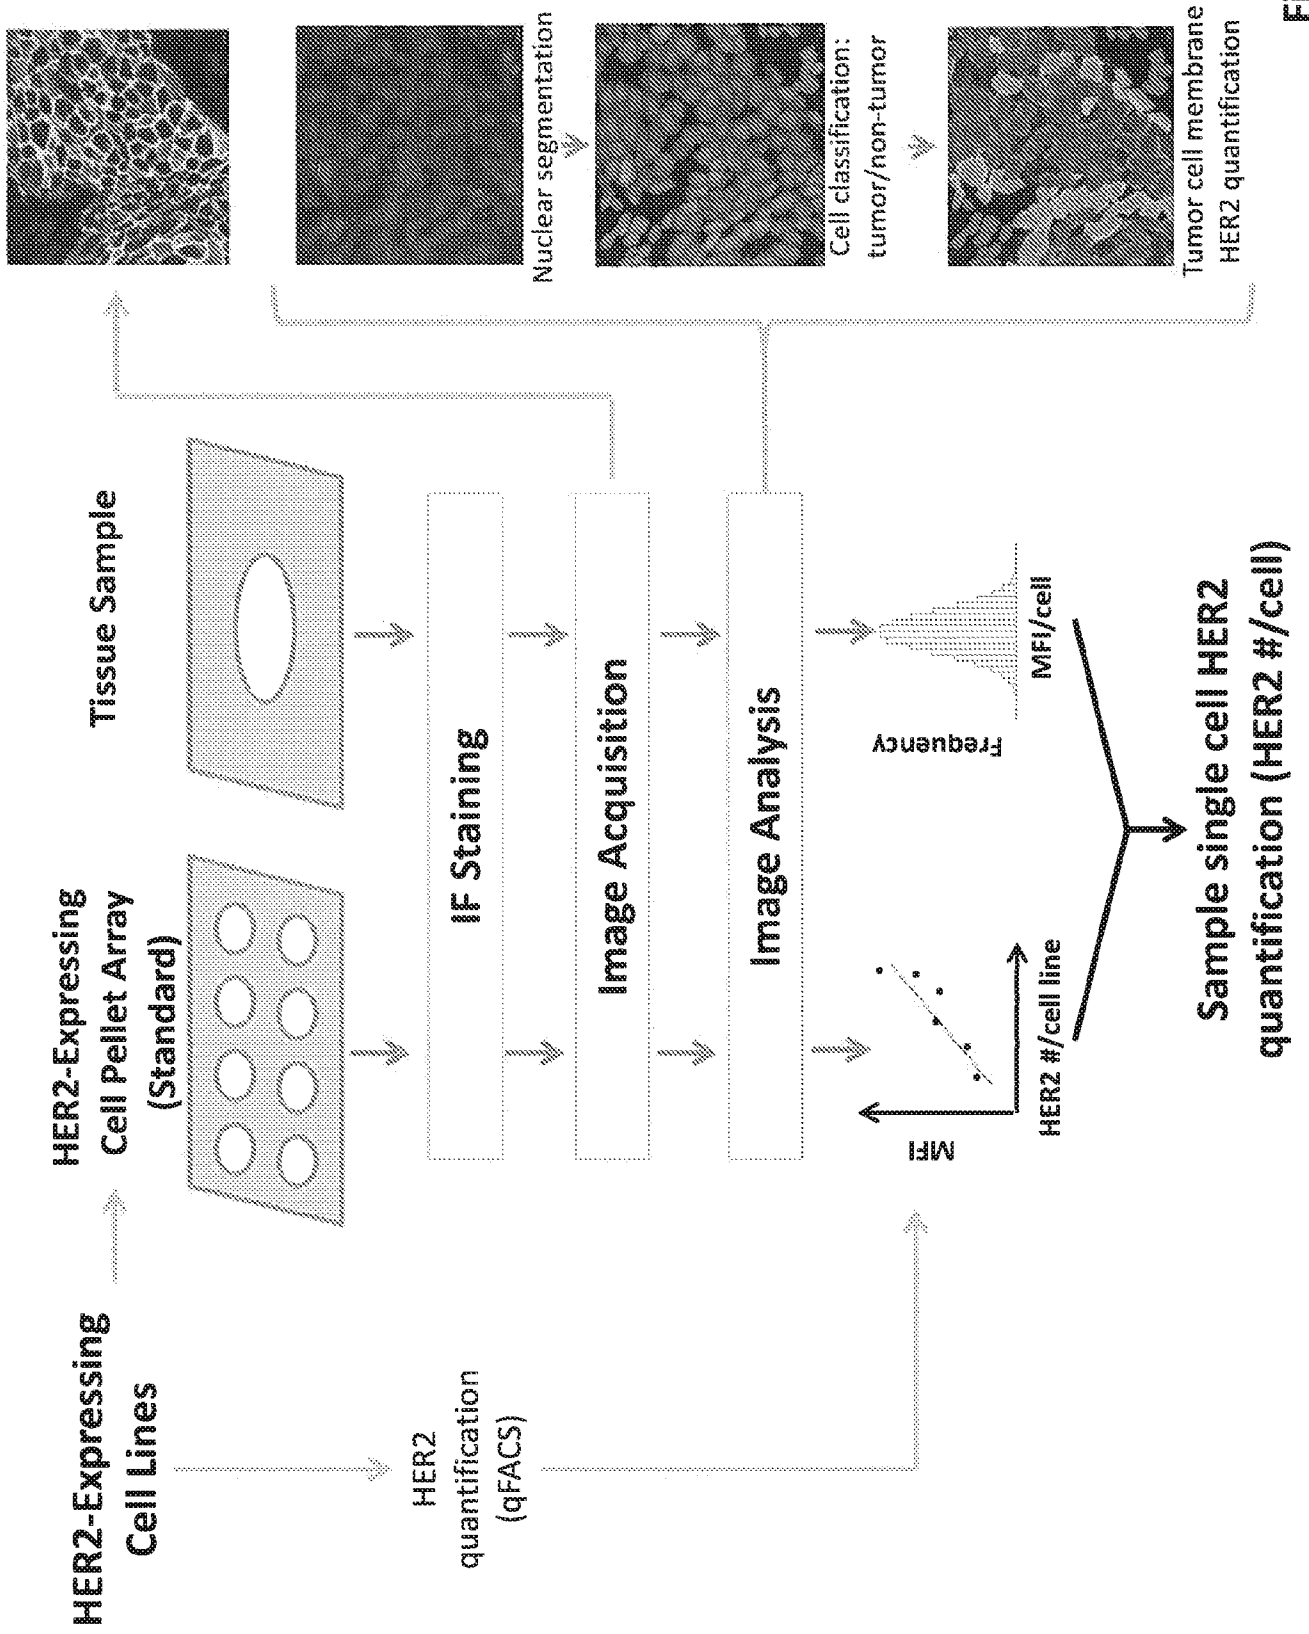 HER2-Expressing
Cell Lines
HER2
quantification
(qFACS)
HER2-Expressing
Cell Pellet Array
(Standard)
Tissue Sample
IF Staining
Image Acquisition
Image Analysis
MFI
HER2 #/cell line
Frequency
MFI/cell
Sample single cell HER2
quantification (HER2 #/cell)
Nuclear segmentation
Cell classification:
tumor/non-tumor
Tumor cell membrane
HER2 quantification